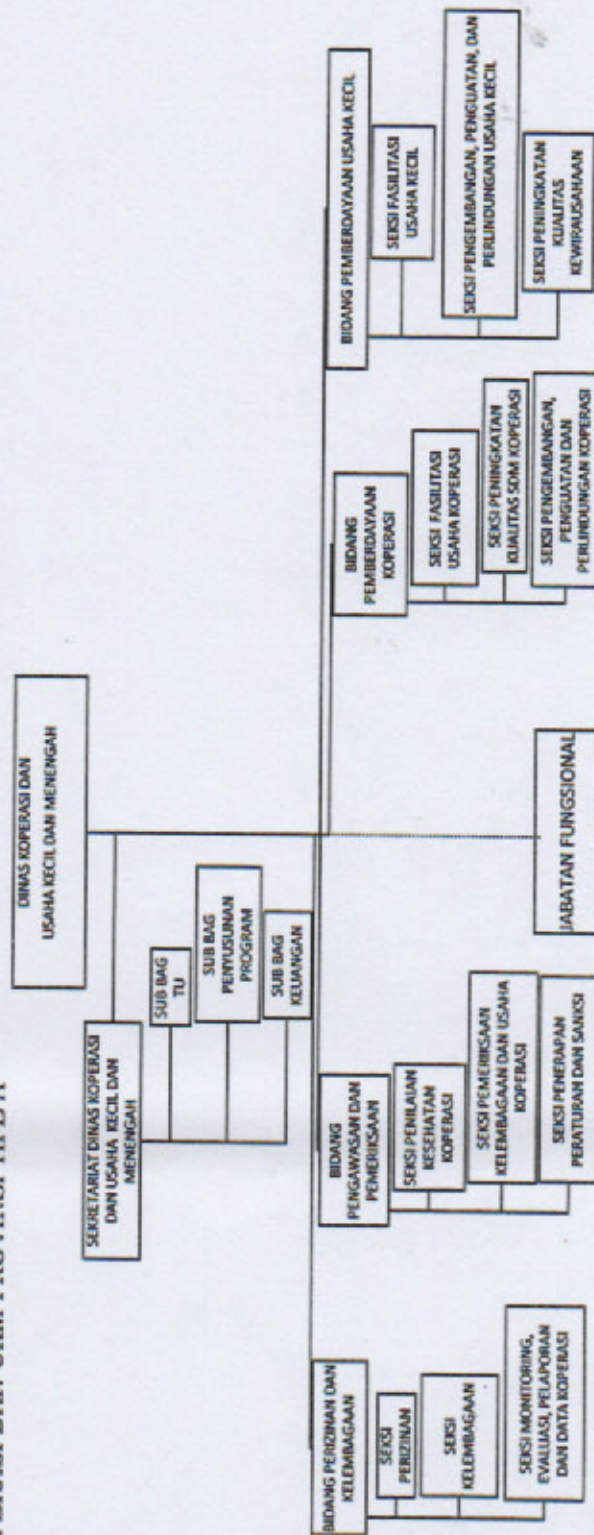 DINAS KOPERASI DAN
USAHA KECIL DAN MENENGAH
SEKRETARIAT DINAS KOPERASI
DAN USAHA KECIL DAN
MENENGAH
SUB BAG
TU
SUB BAG
PENYUSUNAN
PROGRAM
SUB BAG
KEUANGAN
BIDANG PERIZINAN DAN
KELEMBAGAAN
SEKSI
PERIZINAN
SEKSI
KELEMBAGAAN
SEKSI MONITORING,
EVALUASI, PELAPORAN
DAN DATA KOPERASI
BIDANG
PENGAWASAN DAN
PEMERIKSAAN
SEKSI PENILAIAN
KESEHATAN
KOPERASI
SEKSI PEMERIKSAAN
KELEMBAGAAN DAN USAHA
KOPERASI
SEKSI PENERAPAN
PERATURAN DAN SANKSI
JABATAN FUNGSIONAL
BIDANG
PEMBERDAYAAN
KOPERASI
SEKSI FASILITASI
USAHA KOPERASI
SEKSI PENINGKATAN
KUALITAS SDM KOPERASI
SEKSI PENGEMBANGAN,
PENGUATAN DAN
PERLINDUNGAN KOPERASI
BIDANG PEMBERDAYAAN USAHA KECIL
SEKSI FASILITASI
USAHA KECIL
SEKSI PENGEMBANGAN, PENGUATAN, DAN
PERLINDUNGAN USAHA KECIL
SEKSI PENINGKATAN
KUALITAS
KEWIRAUSAHAAN